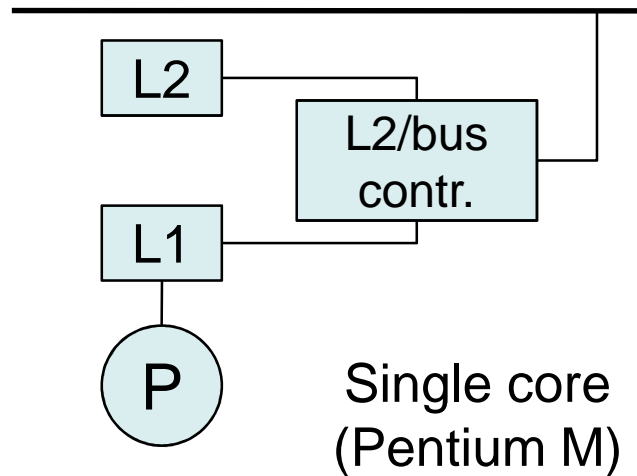 L2
L2/bus
contr.
L1
P
Single core
(Pentium M)